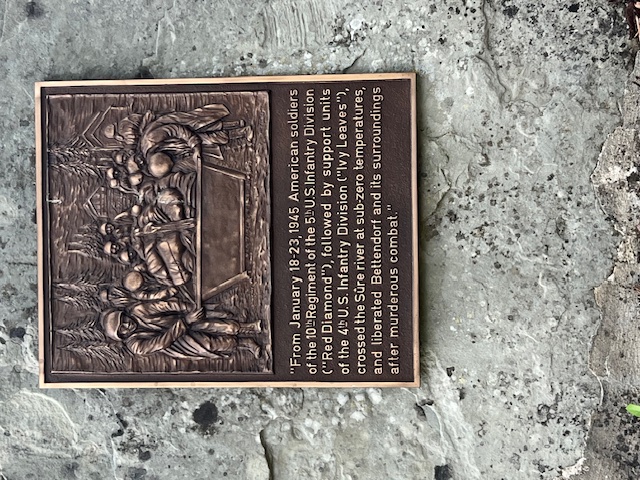 "From January 18-23, 1945 American soldiers
of the 10th Regiment of the 5th U.S. Infantry Division
("Red Diamond"), followed by support units
of the 4th U.S. Infantry Division ("Ivy Leaves"),
crossed the Sûre river at sub-zero temperatures,
and liberated Bettendorf and its surroundings
after murderous combat."